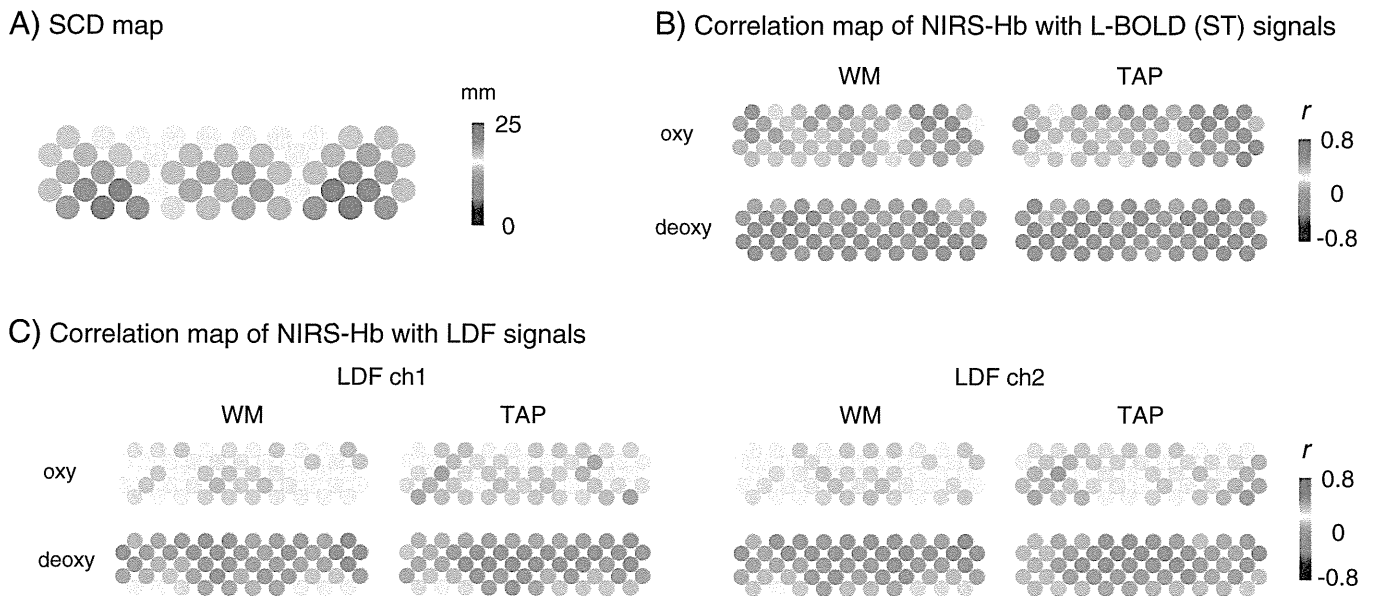 A) SCD map
mm
25
0
B) Correlation map of NIRS-Hb with L-BOLD (ST) signals
WM
TAP
oxy
deoxy
r
0.8
0
-0.8
C) Correlation map of NIRS-Hb with LDF signals
LDF ch1
LDF ch2
WM
TAP
WM
TAP
oxy
deoxy
r
0.8
0
-0.8